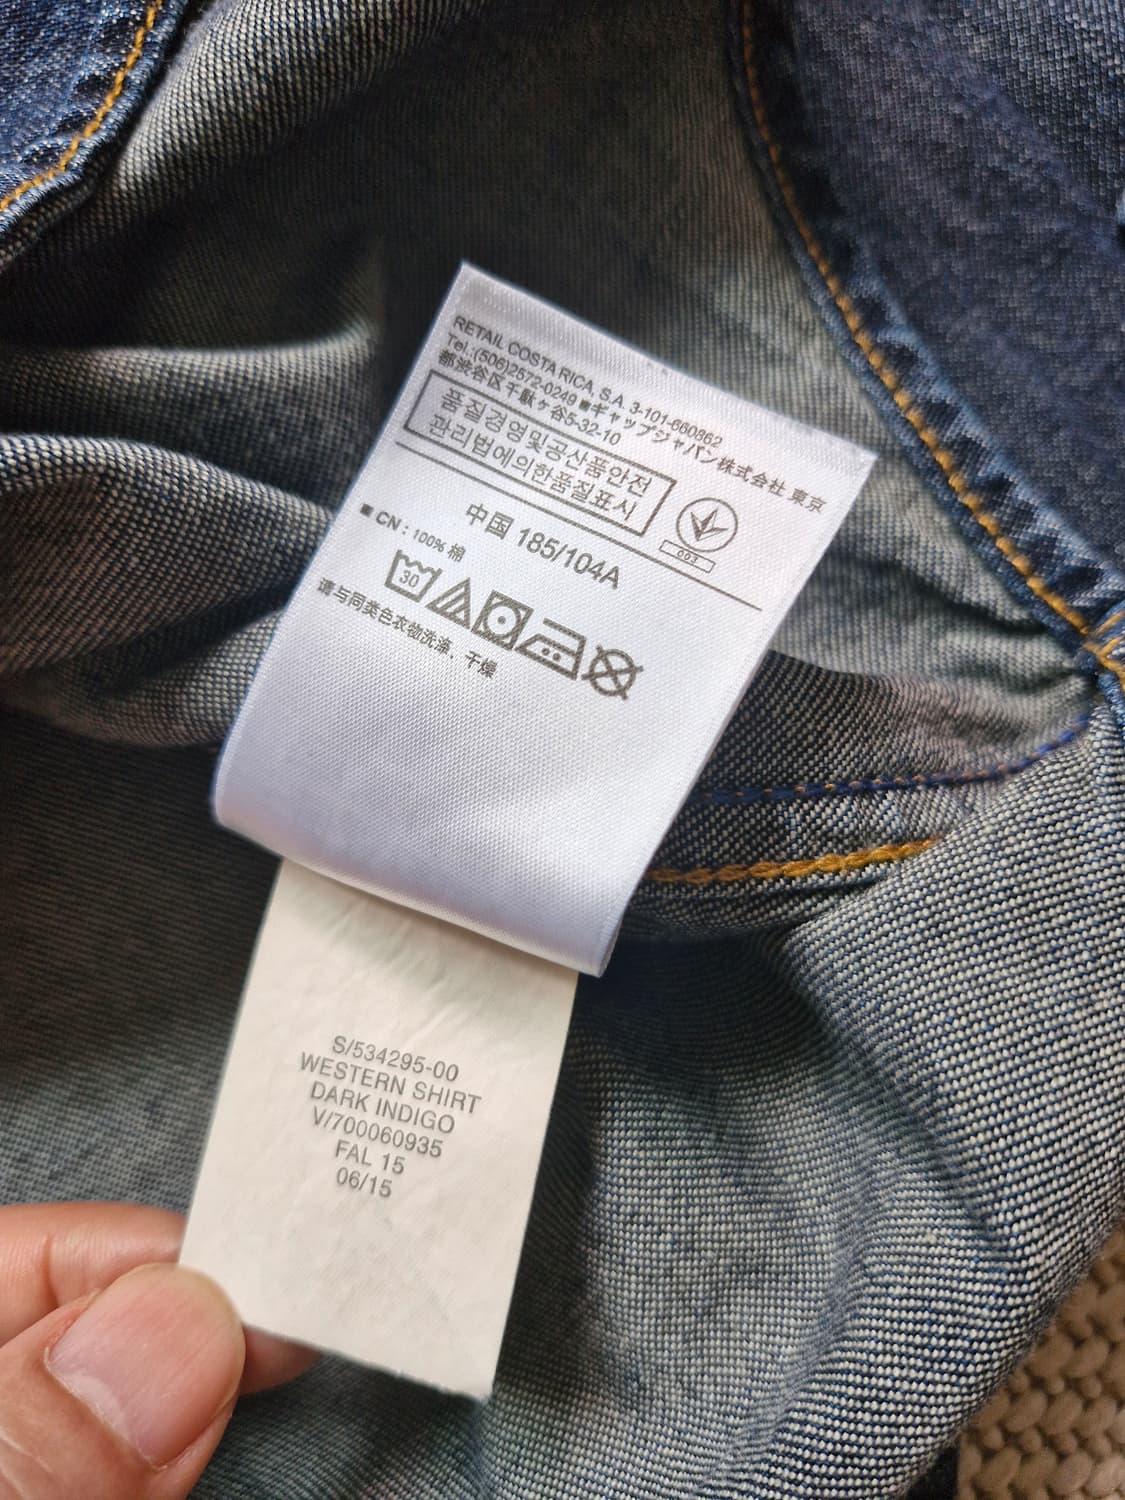 RETAIL COSTA RICA, S.A. 3-101-660862
Tel.:(506)2572-0249 ■ギャップジャパン株式会社 東京
都渋谷区千駄ヶ谷5-32-10
품질경영및공산품안전
관리법에의한품질표시
003
中国 185/104A
■ CN : 100% 棉
30
请与同类色衣物洗涤、干燥
S/534295-00
WESTERN SHIRT
DARK INDIGO
V/700060935
FAL 15
06/15